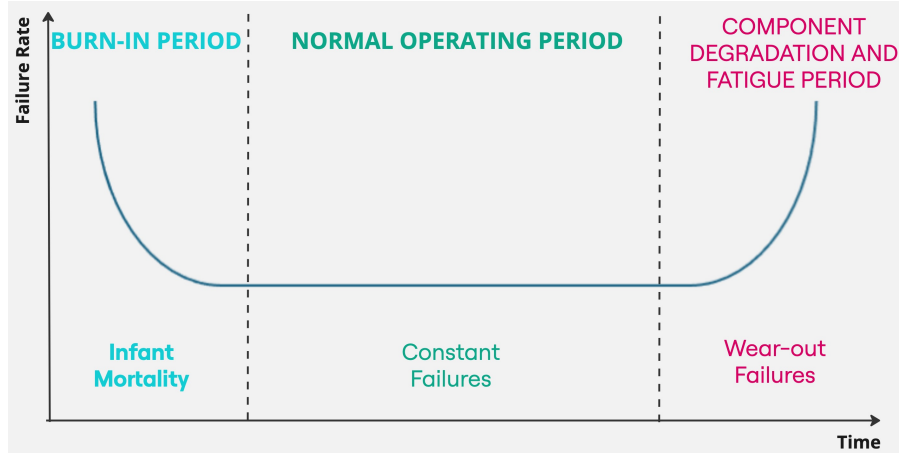 Failure Rate
BURN-IN PERIOD
NORMAL OPERATING PERIOD
COMPONENT
DEGRADATION AND
FATIGUE PERIOD
Infant
Mortality
Constant
Failures
Wear-out
Failures
Time